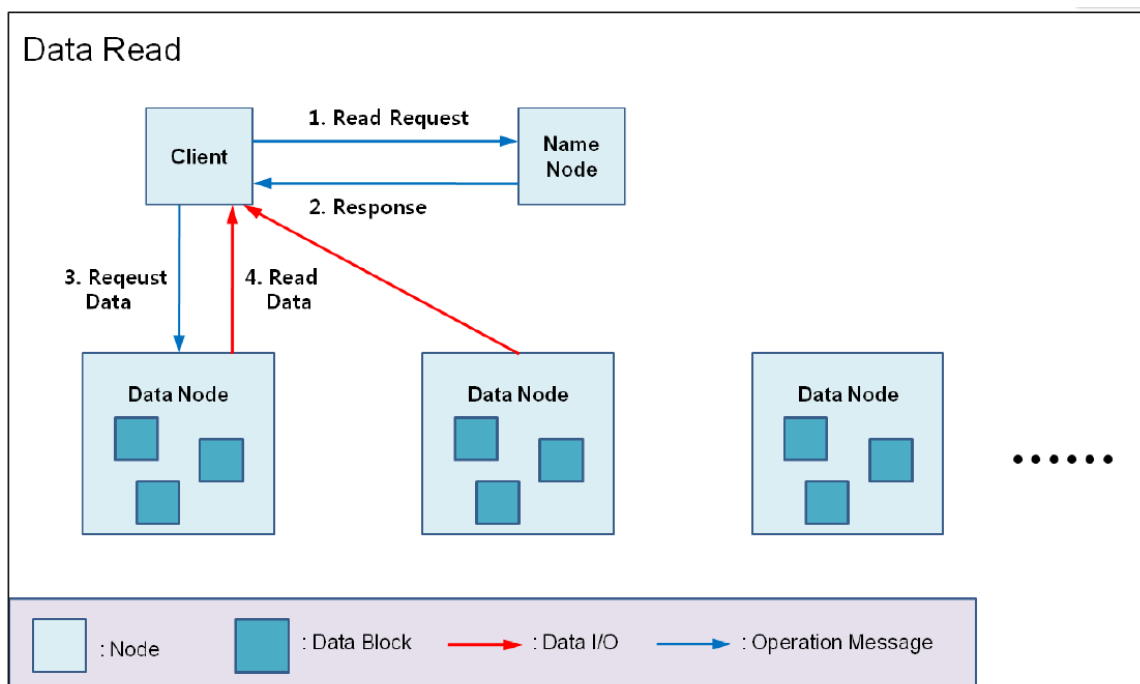 Data Read
1. Read Request
Client
Name
Node
2. Response
3. Reqeust
Data
4. Read
Data
Data Node
Data Node
Data Node
: Node
: Data Block
: Data I/O
: Operation Message